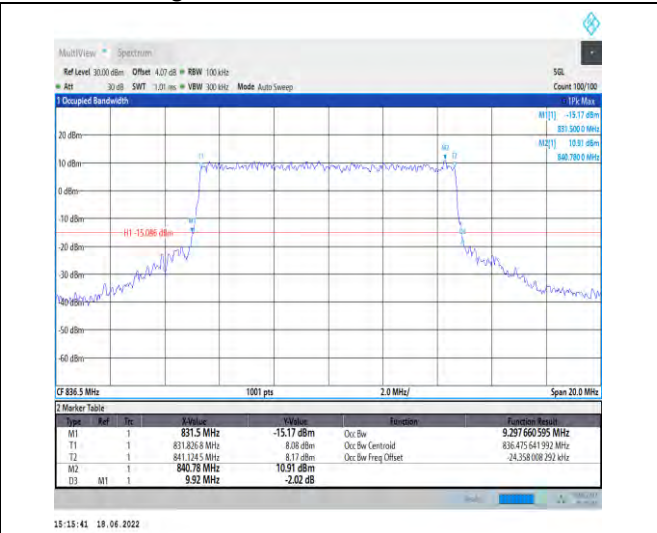 MultiView Spectrum
Ref Level 30.00 dBm Offset 4.07 dB RBW 100 kHz SGL
Att 30 dB SWT 1.01 ms VBW 300 kHz Mode Auto Sweep Count 100/100
1 Occupied Bandwidth 1Pk Max
M1[1] -15.17 dBm
831.500 0 MHz
M2[1] 10.91 dBm
840.780 0 MHz
20 dBm
M2
T1 T2
10 dBm
0 dBm
-10 dBm
M1
H1 -15.086 dBm
D3
-20 dBm
-30 dBm
-40 dBm
-50 dBm
-60 dBm
CF 836.5 MHz 1001 pts 2.0 MHz/ Span 20.0 MHz
2 Marker Table
Type Ref Trc X-Value Y-Value Function Function Result
M1 1 831.5 MHz -15.17 dBm Occ Bw 9.297 660 595 MHz
T1 1 831.826 8 MHz 8.08 dBm Occ Bw Centroid 836.475 641 992 MHz
T2 1 841.124 5 MHz 8.17 dBm Occ Bw Freq Offset -24.358 008 292 kHz
M2 1 840.78 MHz 10.91 dBm
D3 M1 1 9.92 MHz -2.02 dB
15:15:41 18.06.2022